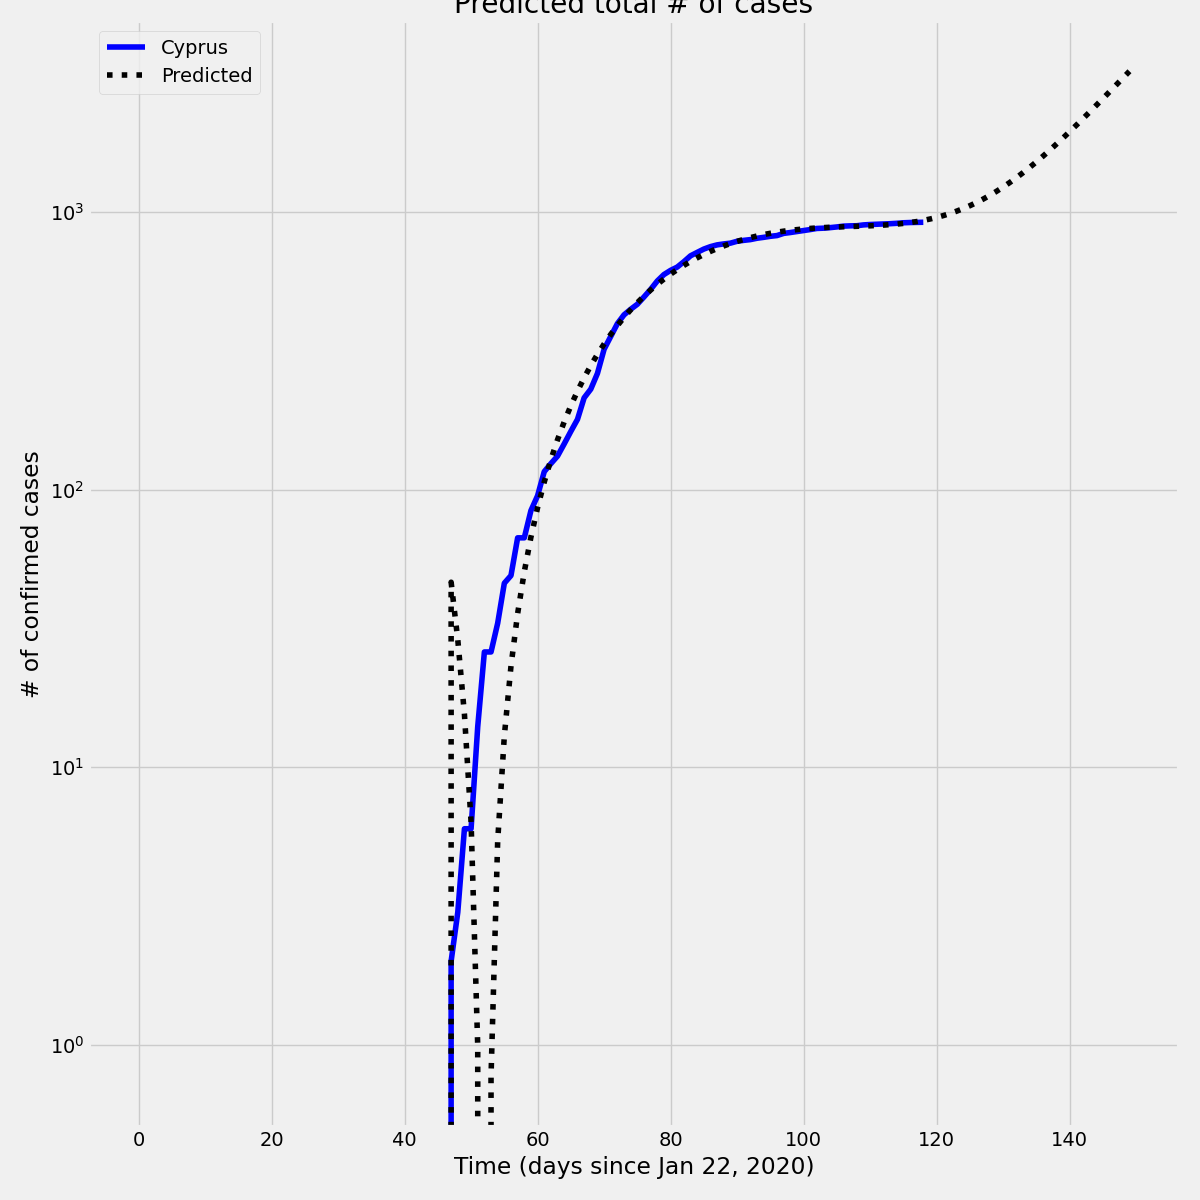 Predicted total # of cases
Cyprus
Predicted
# of confirmed cases
10³
10²
10¹
10⁰
0 20 40 60 80 100 120 140
Time (days since Jan 22, 2020)